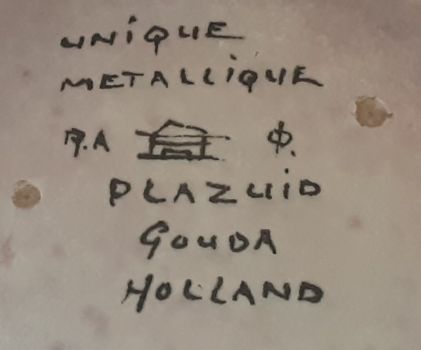 UNIQUE
METALLIQUE
R.A Φ.
PLAZUID
GOUDA
HOLLAND